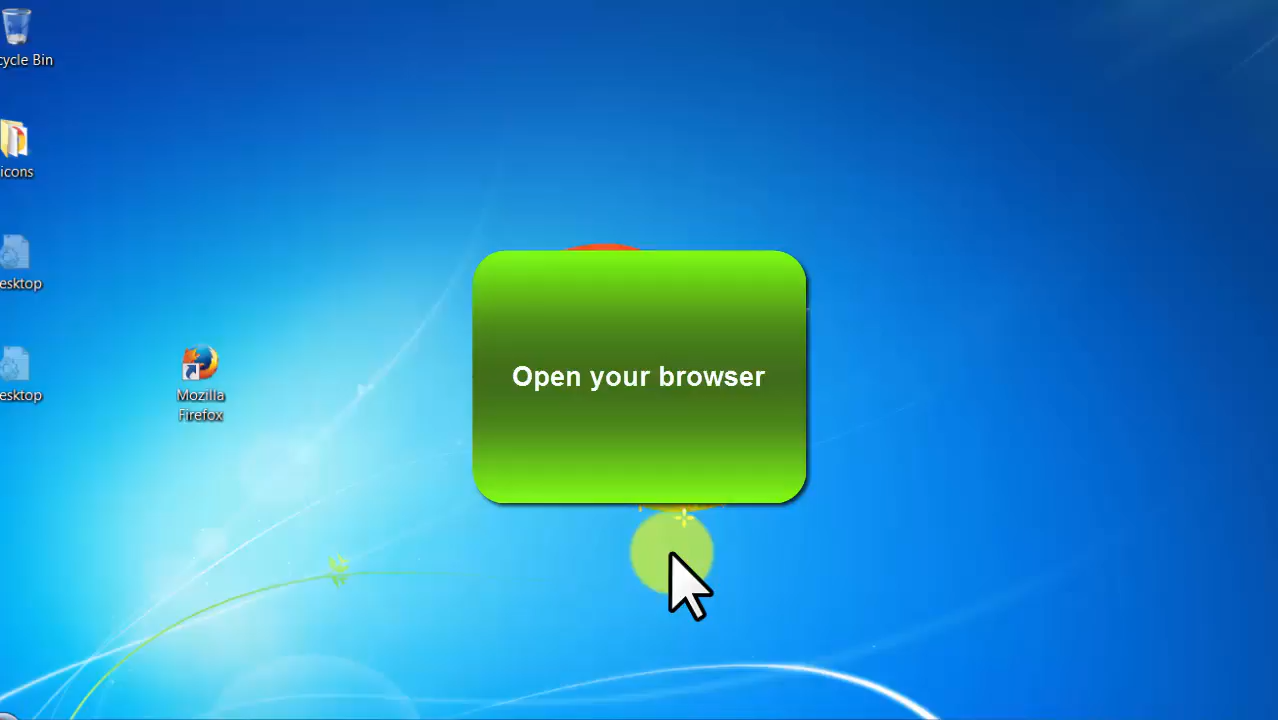 cycle Bin
icons
esktop
esktop
Mozilla
Firefox
Open your browser